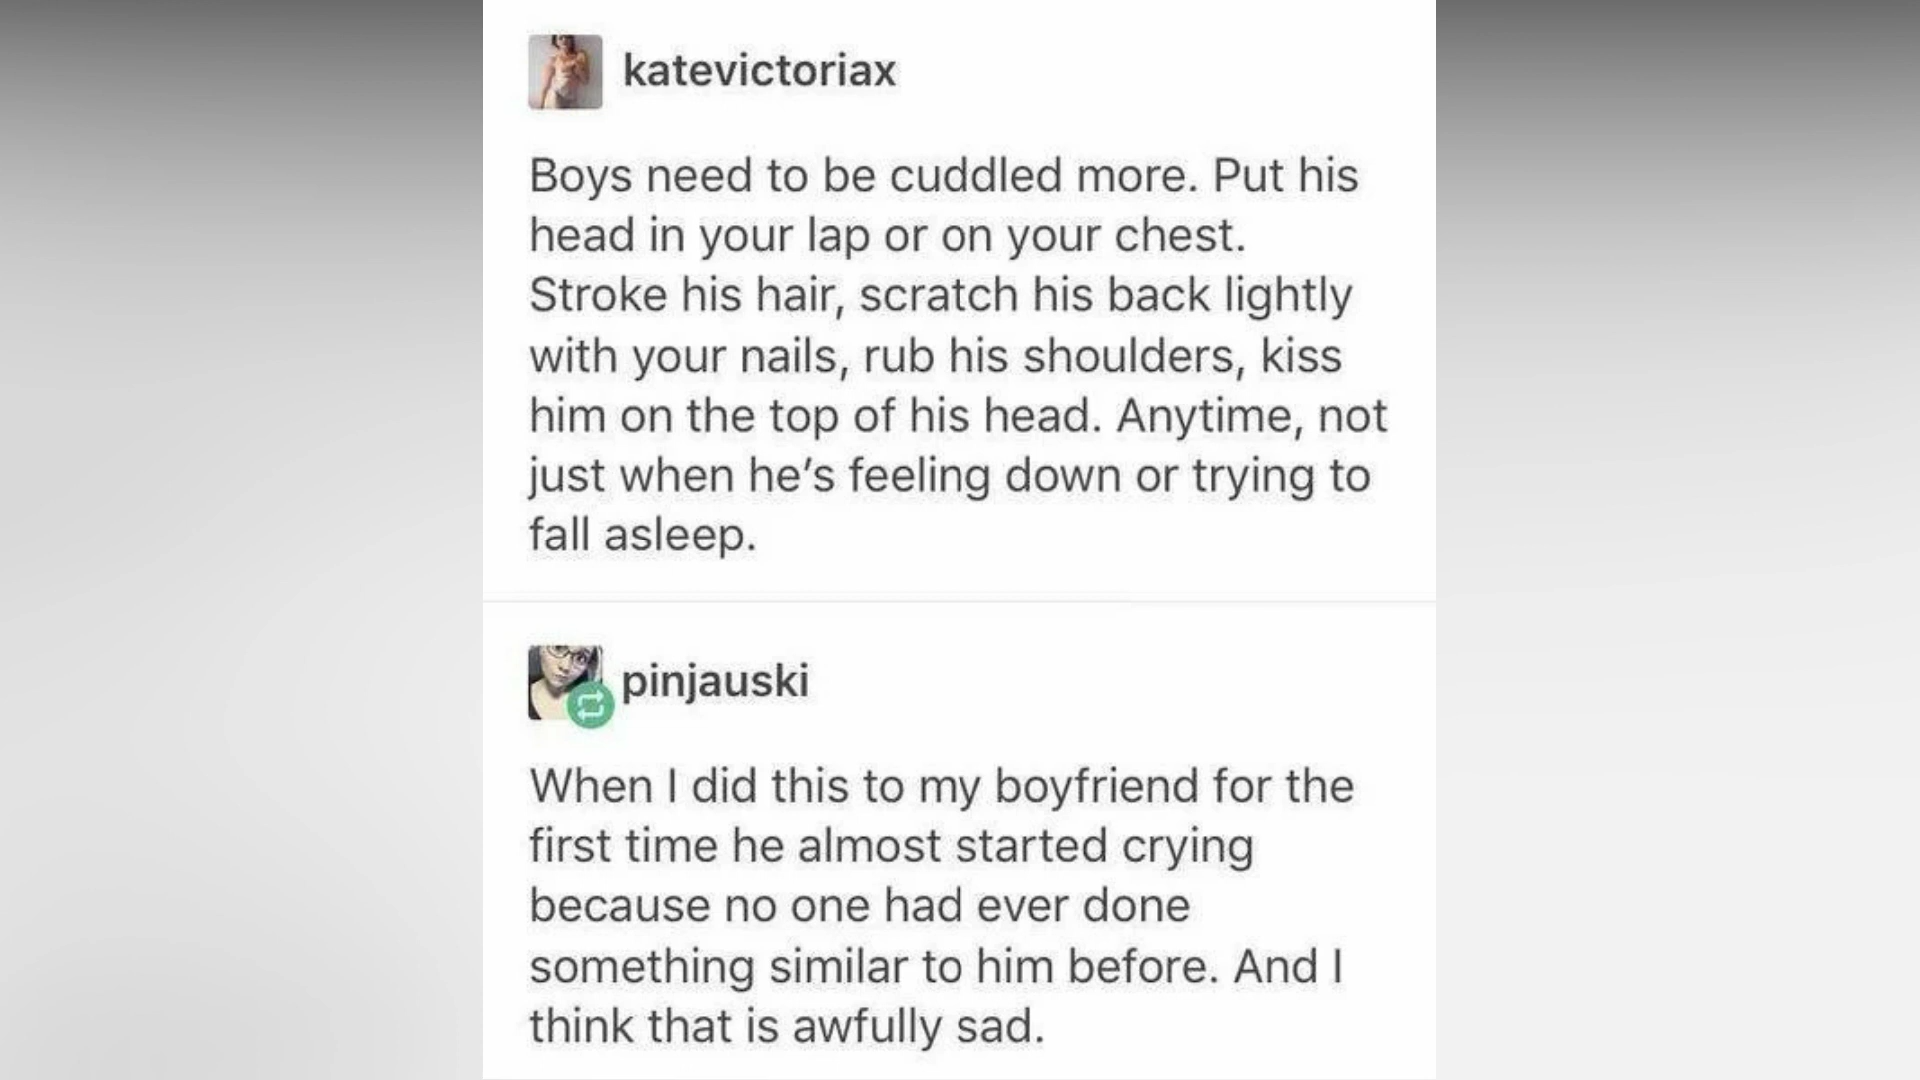 katevictoriax
Boys need to be cuddled more. Put his
head in your lap or on your chest.
Stroke his hair, scratch his back lightly
with your nails, rub his shoulders, kiss
him on the top of his head. Anytime, not
just when he’s feeling down or trying to
fall asleep.
pinjauski
When I did this to my boyfriend for the
first time he almost started crying
because no one had ever done
something similar to him before. And I
think that is awfully sad.